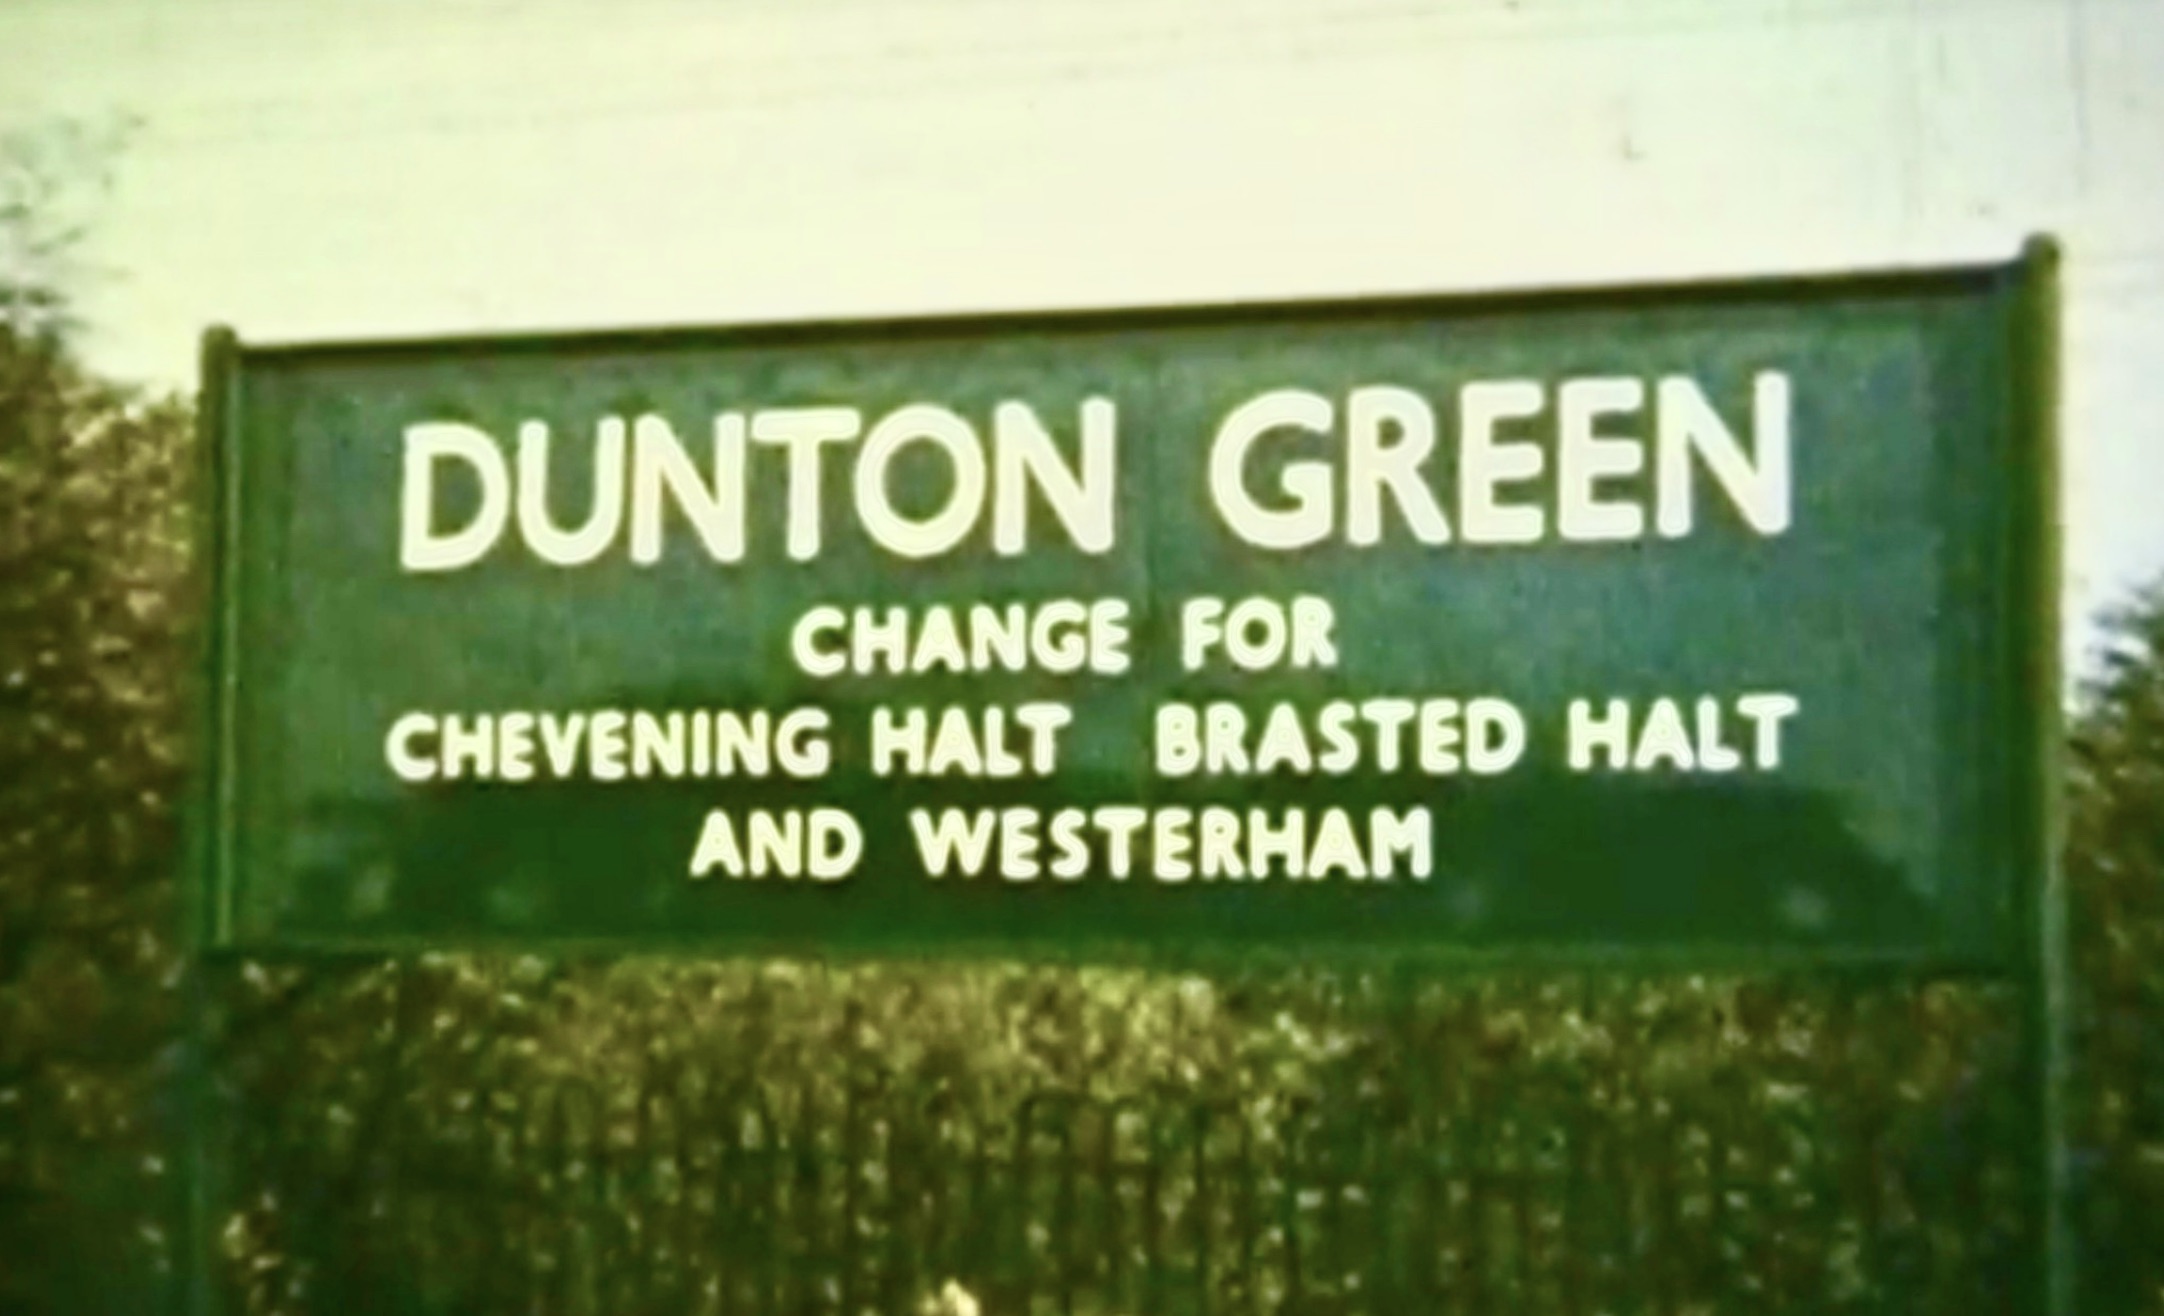 DUNTON GREEN
CHANGE FOR
CHEVENING HALT BRASTED HALT
AND WESTERHAM